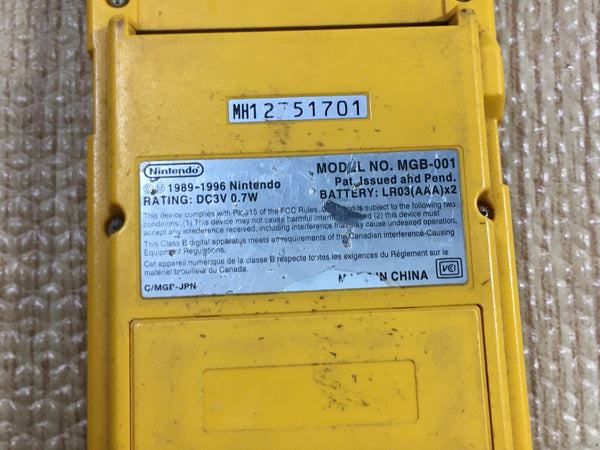 MH12751701
Nintendo
MODEL NO. MGB-001
©Ⓜ 1989-1996 Nintendo
Pat. Issued and Pend.
RATING: DC3V 0.7W
BATTERY: LR03(AAA)x2
This device complies with Part 15 of the FCC Rules. is subject to the following two
conditions: (1) This device may not cause harmful interference (2) this device must
accept any interference received, including interference that may cause undesired operation.
This Class B digital apparatus meets all requirements of the Canadian Interference-Causing
Equipment Regulations.
Cet appareil numérique de la classe B respecte toutes les exigences du Règlement sur le
matériel brouilleur du Canada.
C/MGB-JPN
MADE IN CHINA
VCI